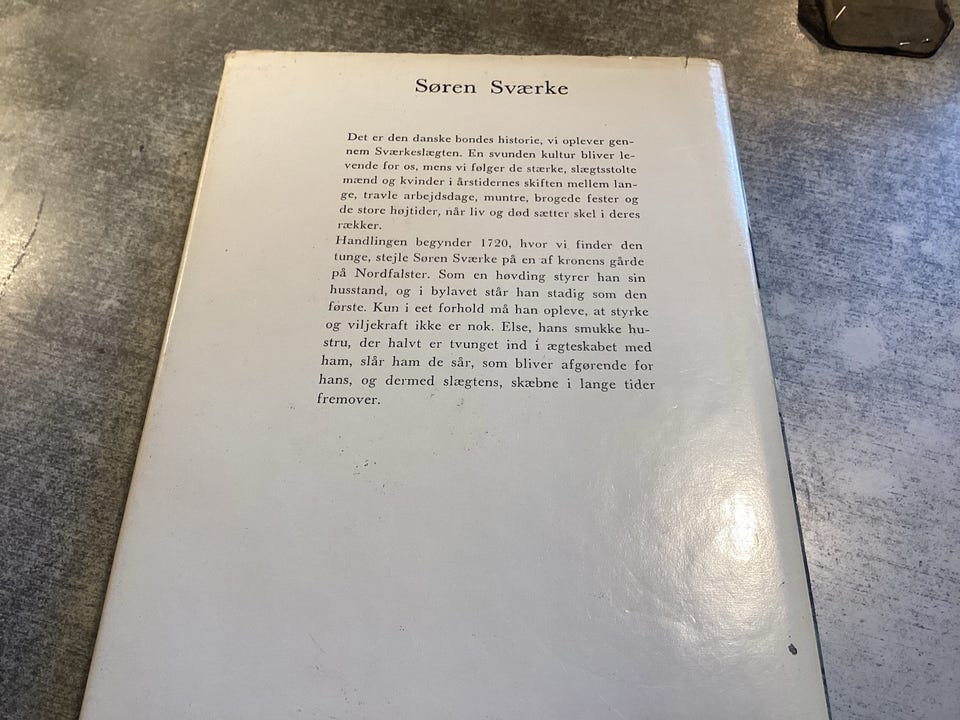 Søren Sværke
Det er den danske bondes historie, vi oplever gen-
nem Sværkeslægten. En svunden kultur bliver le-
vende for os, mens vi følger de stærke, slægtsstolte
mænd og kvinder i årstidernes skiften mellem lan-
ge, travle arbejdsdage, muntre, brogede fester og
de store højtider, når liv og død sætter skel i deres
rækker.
Handlingen begynder 1720, hvor vi finder den
tunge, stejle Søren Sværke på en af kronens gårde
på Nordfalster. Som en høvding styrer han sin
husstand, og i bylavet står han stadig som den
første. Kun i eet forhold må han opleve, at styrke
og viljekraft ikke er nok. Else, hans smukke hu-
stru, der halvt er tvunget ind i ægteskabet med
ham, slår ham de sår, som bliver afgørende for
hans, og dermed slægtens, skæbne i lange tider
fremover.